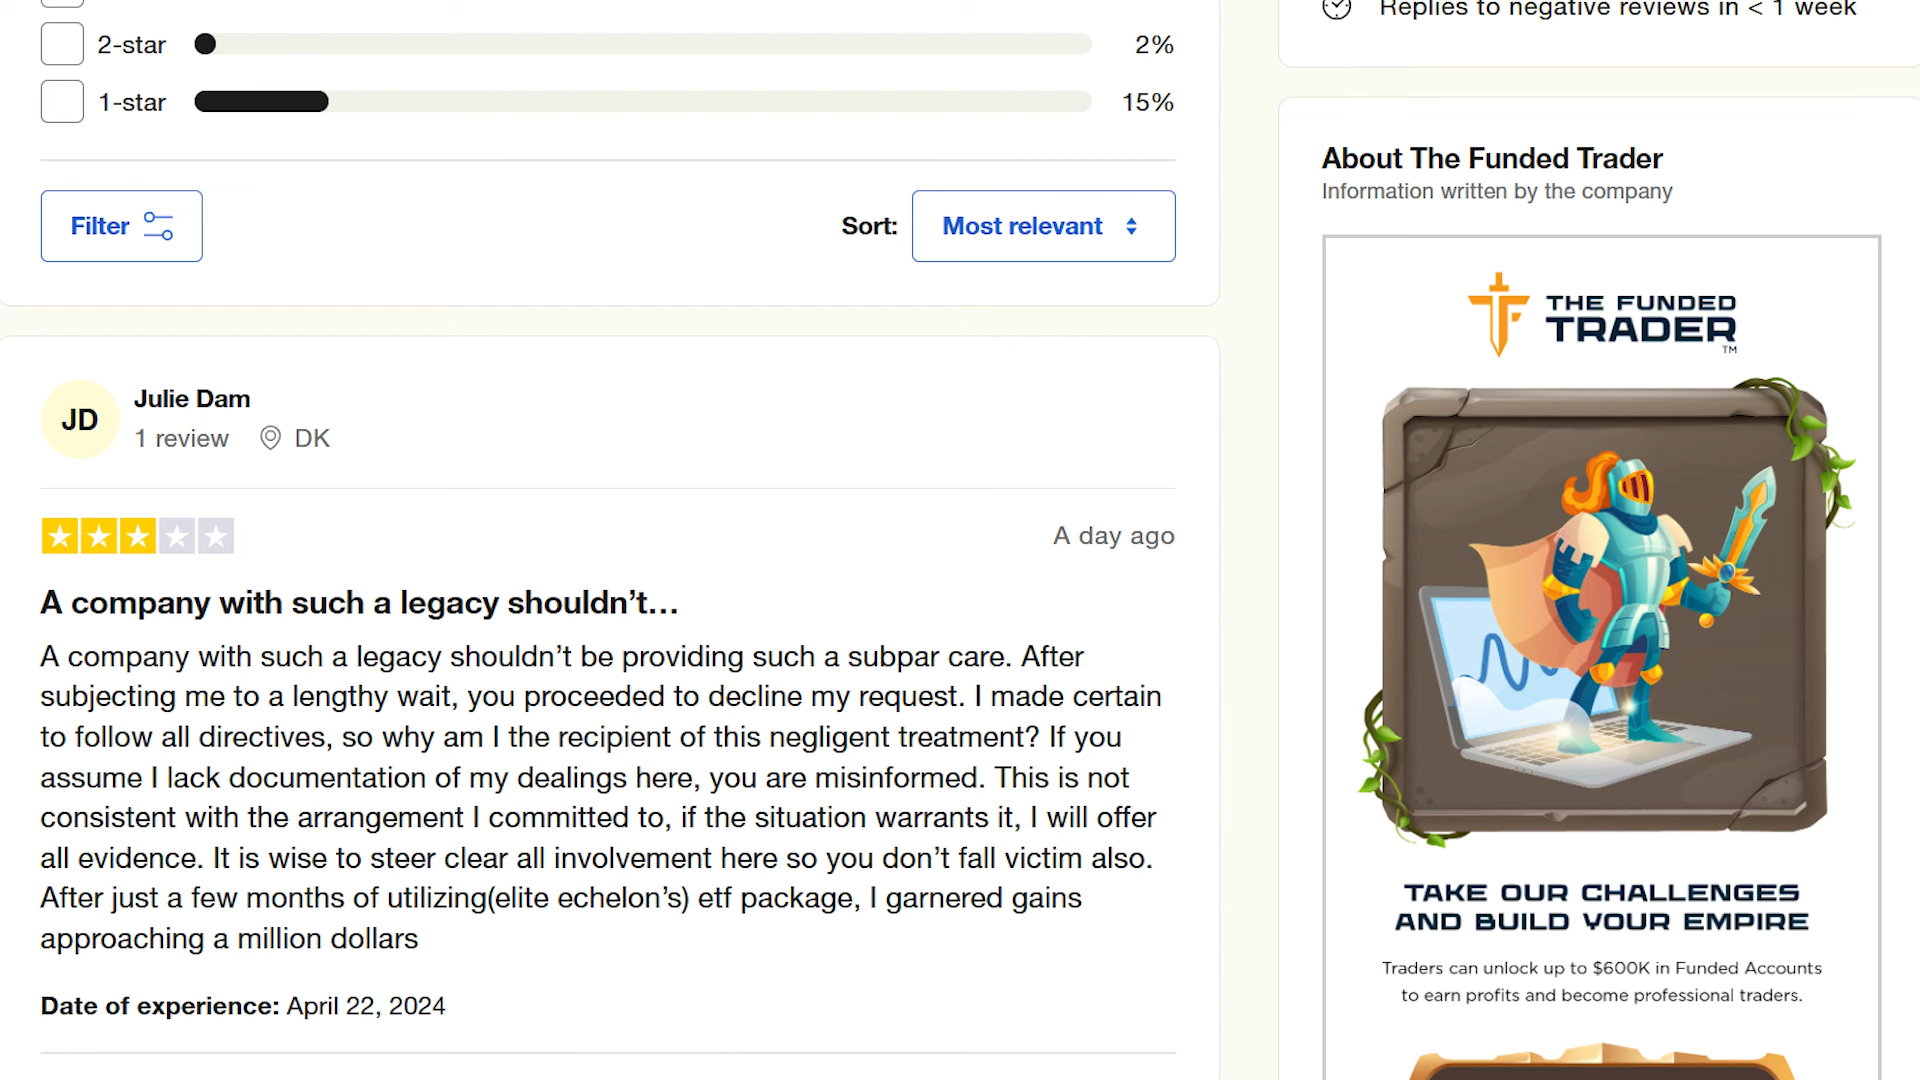 2-star 2%
1-star 15%
Filter
Sort: Most relevant
JD
Julie Dam
1 review DK
A day ago
A company with such a legacy shouldn’t…
A company with such a legacy shouldn’t be providing such a subpar care. After
subjecting me to a lengthy wait, you proceeded to decline my request. I made certain
to follow all directives, so why am I the recipient of this negligent treatment? If you
assume I lack documentation of my dealings here, you are misinformed. This is not
consistent with the arrangement I committed to, if the situation warrants it, I will offer
all evidence. It is wise to steer clear all involvement here so you don’t fall victim also.
After just a few months of utilizing(elite echelon’s) etf package, I garnered gains
approaching a million dollars
Date of experience: April 22, 2024
Replies to negative reviews in < 1 week
About The Funded Trader
Information written by the company
THE FUNDED
TRADER
TM
TAKE OUR CHALLENGES
AND BUILD YOUR EMPIRE
Traders can unlock up to $600K in Funded Accounts
to earn profits and become professional traders.